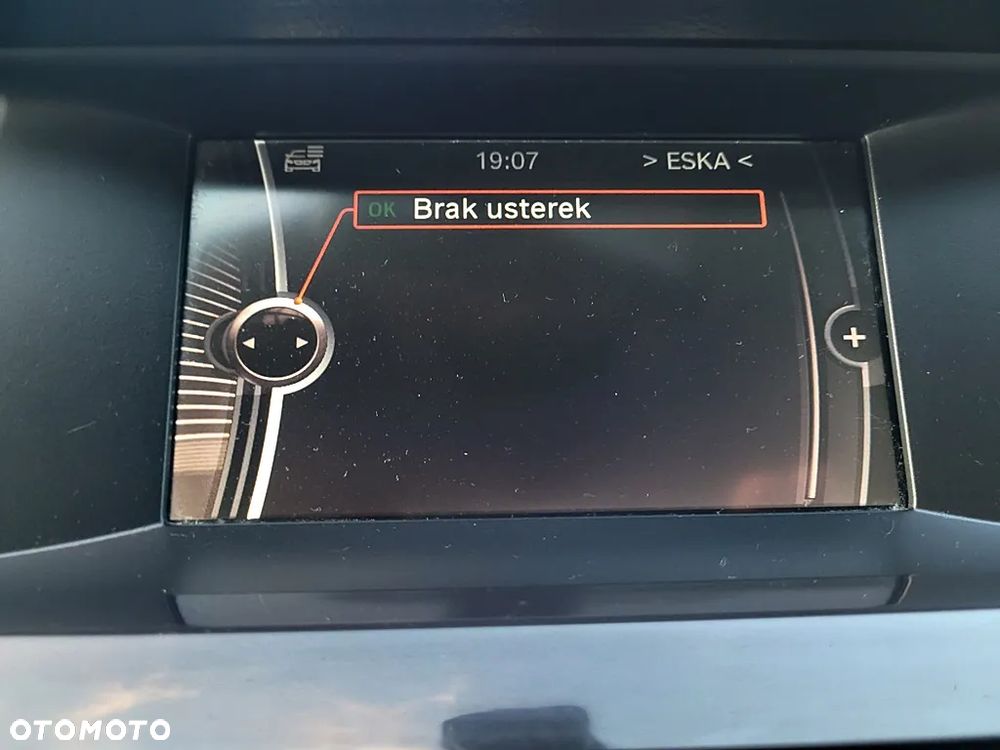 19:07
> ESKA <
OK Brak usterek
+
OTOMOTO